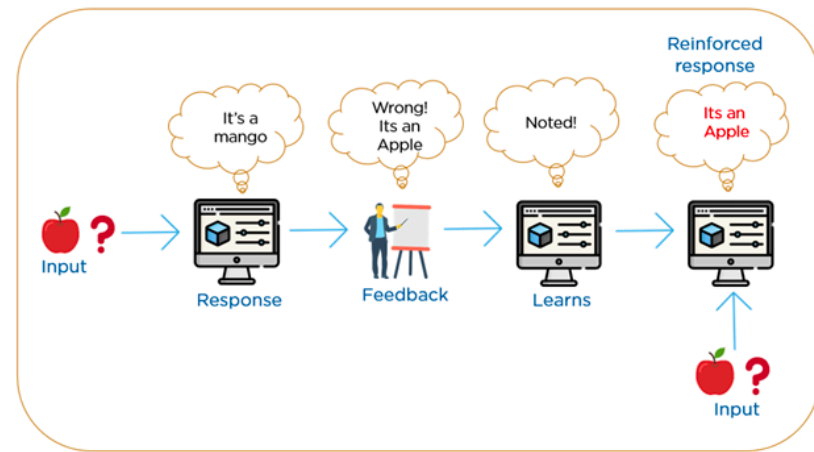 Reinforced
response
It's a
mango
Wrong!
Its an
Apple
Noted!
Its an
Apple
?
Input
Response
Feedback
Learns
?
Input